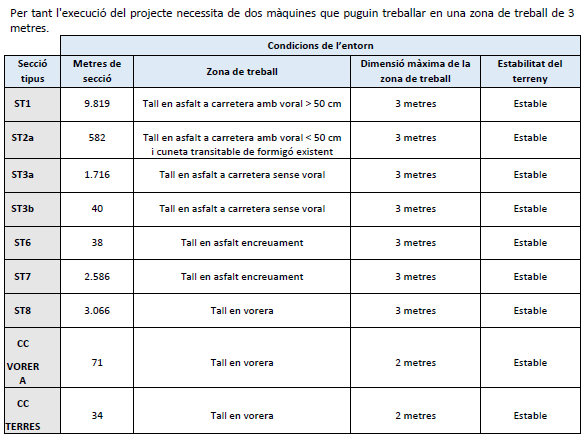 Per tant l'execució del projecte necessita de dos màquines que puguin treballar en una zona de treball de 3
metres.
Condicions de l'entorn
Secció tipus Metres de secció Zona de treball Dimensió màxima de la zona de treball Estabilitat del terreny
ST1 9.819 Tall en asfalt a carretera amb voral > 50 cm 3 metres Estable
ST2a 582 Tall en asfalt a carretera amb voral < 50 cm i cuneta transitable de formigó existent 3 metres Estable
ST3a 1.716 Tall en asfalt a carretera sense voral 3 metres Estable
ST3b 40 Tall en asfalt a carretera sense voral 3 metres Estable
ST6 38 Tall en asfalt encreuament 3 metres Estable
ST7 2.586 Tall en asfalt encreuament 3 metres Estable
ST8 3.066 Tall en vorera 3 metres Estable
CC VORERA 71 Tall en vorera 2 metres Estable
CC TERRES 34 Tall en vorera 2 metres Estable